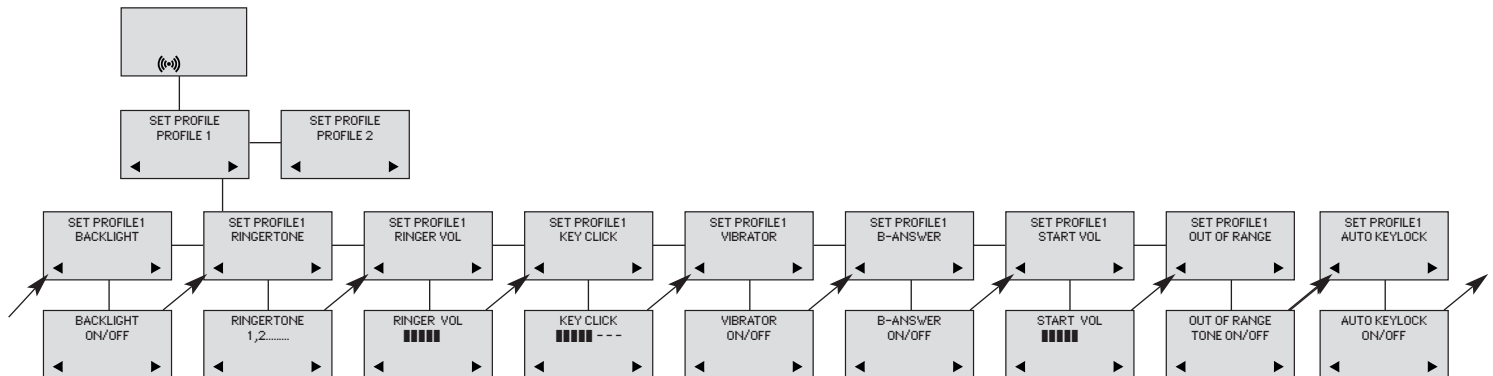 SET PROFILE
PROFILE 1
SET PROFILE
PROFILE 2
SET PROFILE1
BACKLIGHT
SET PROFILE1
RINGERTONE
SET PROFILE1
RINGER VOL
SET PROFILE1
KEY CLICK
SET PROFILE1
VIBRATOR
SET PROFILE1
B-ANSWER
SET PROFILE1
START VOL
SET PROFILE1
OUT OF RANGE
SET PROFILE1
AUTO KEYLOCK
BACKLIGHT
ON/OFF
RINGERTONE
1,2.........
RINGER VOL
KEY CLICK
---
VIBRATOR
ON/OFF
B-ANSWER
ON/OFF
START VOL
OUT OF RANGE
TONE ON/OFF
AUTO KEYLOCK
ON/OFF